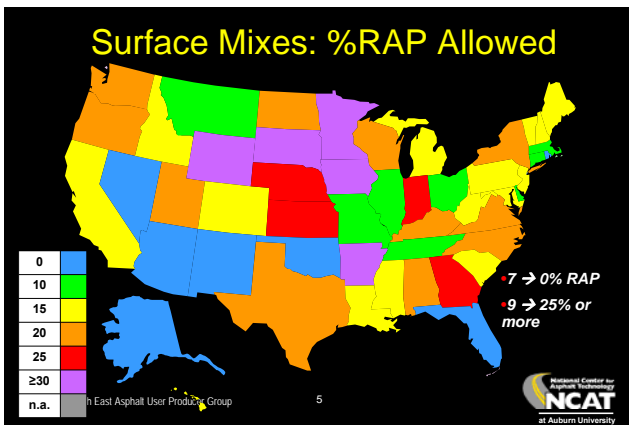 Surface Mixes: %RAP Allowed
0
10
15
20
25
≥30
n.a.
•7 → 0% RAP
•9 → 25% or
more
h East Asphalt User Producer Group
5
National Center for
Asphalt Technology
NCAT
at Auburn University